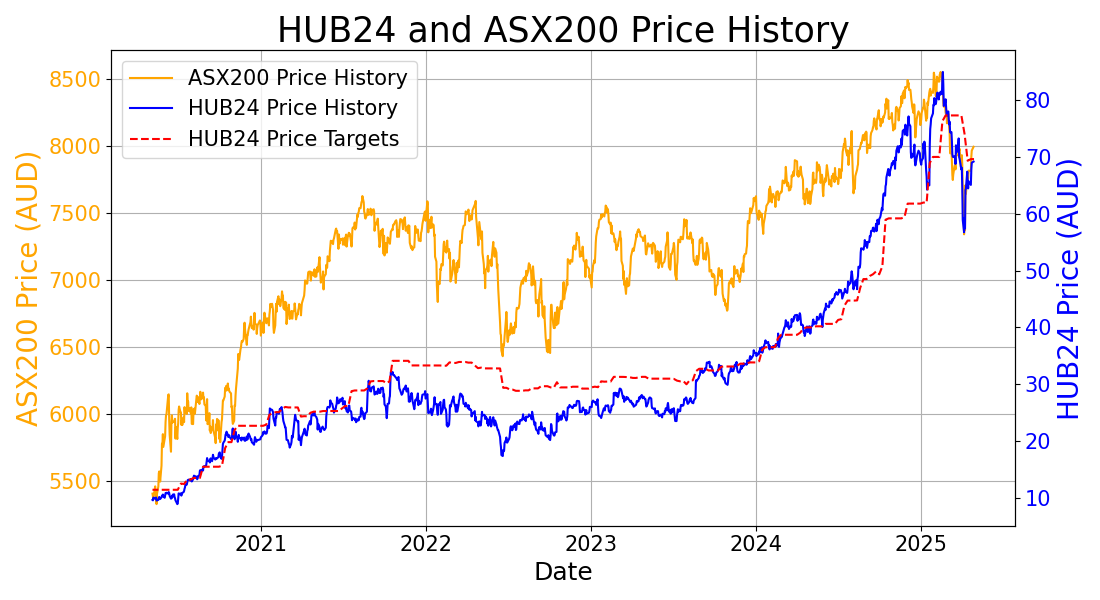 HUB24 and ASX200 Price History
ASX200 Price History
HUB24 Price History
HUB24 Price Targets
ASX200 Price (AUD)
8500
8000
7500
7000
6500
6000
5500
80
70
60
50
40
30
20
10
HUB24 Price (AUD)
2021 2022 2023 2024 2025
Date